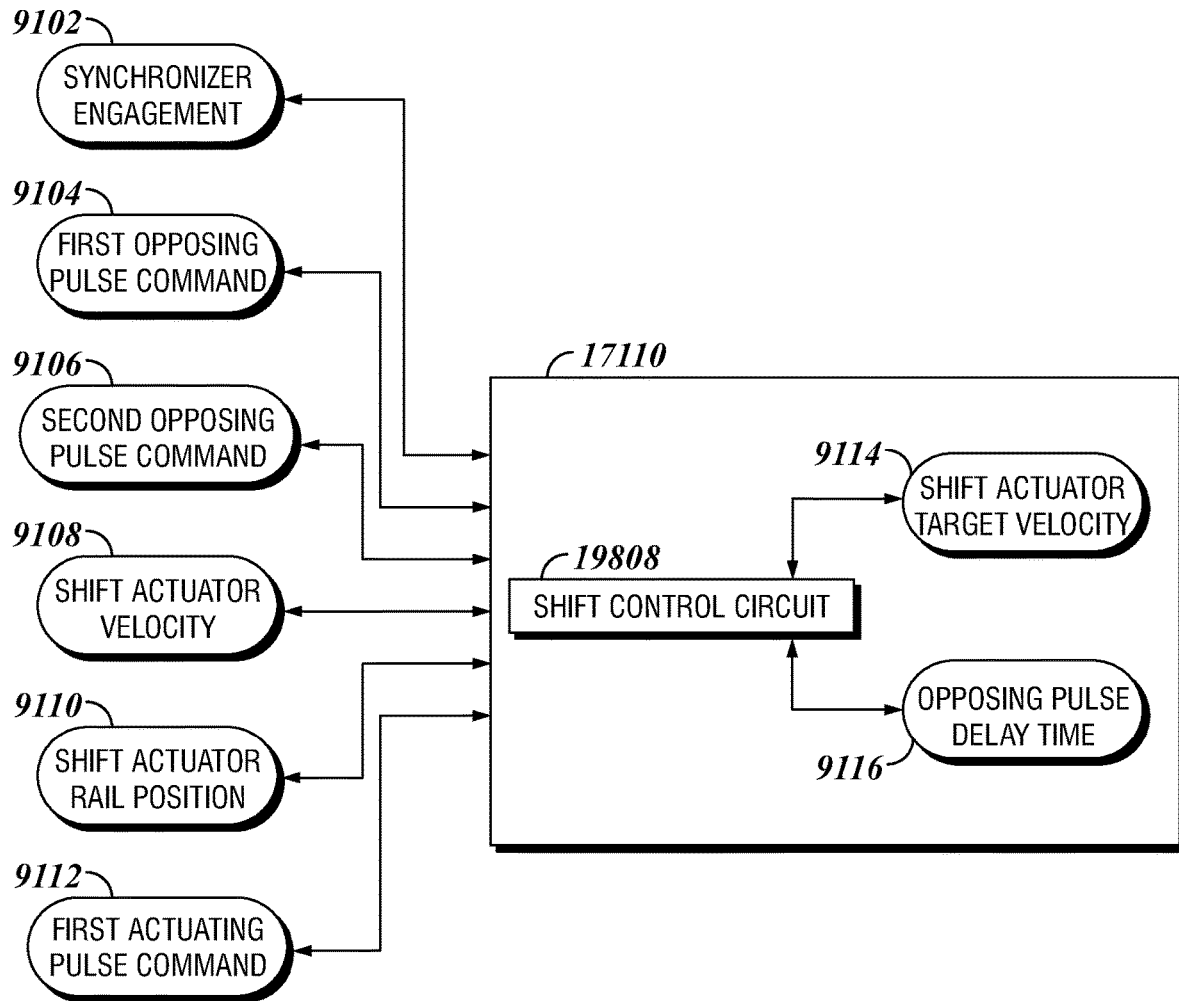 9102
SYNCHRONIZER
ENGAGEMENT
9104
FIRST OPPOSING
PULSE COMMAND
9106
SECOND OPPOSING
PULSE COMMAND
9108
SHIFT ACTUATOR
VELOCITY
9110
SHIFT ACTUATOR
RAIL POSITION
9112
FIRST ACTUATING
PULSE COMMAND
17110
9114
SHIFT ACTUATOR
TARGET VELOCITY
19808
SHIFT CONTROL CIRCUIT
OPPOSING PULSE
DELAY TIME
9116